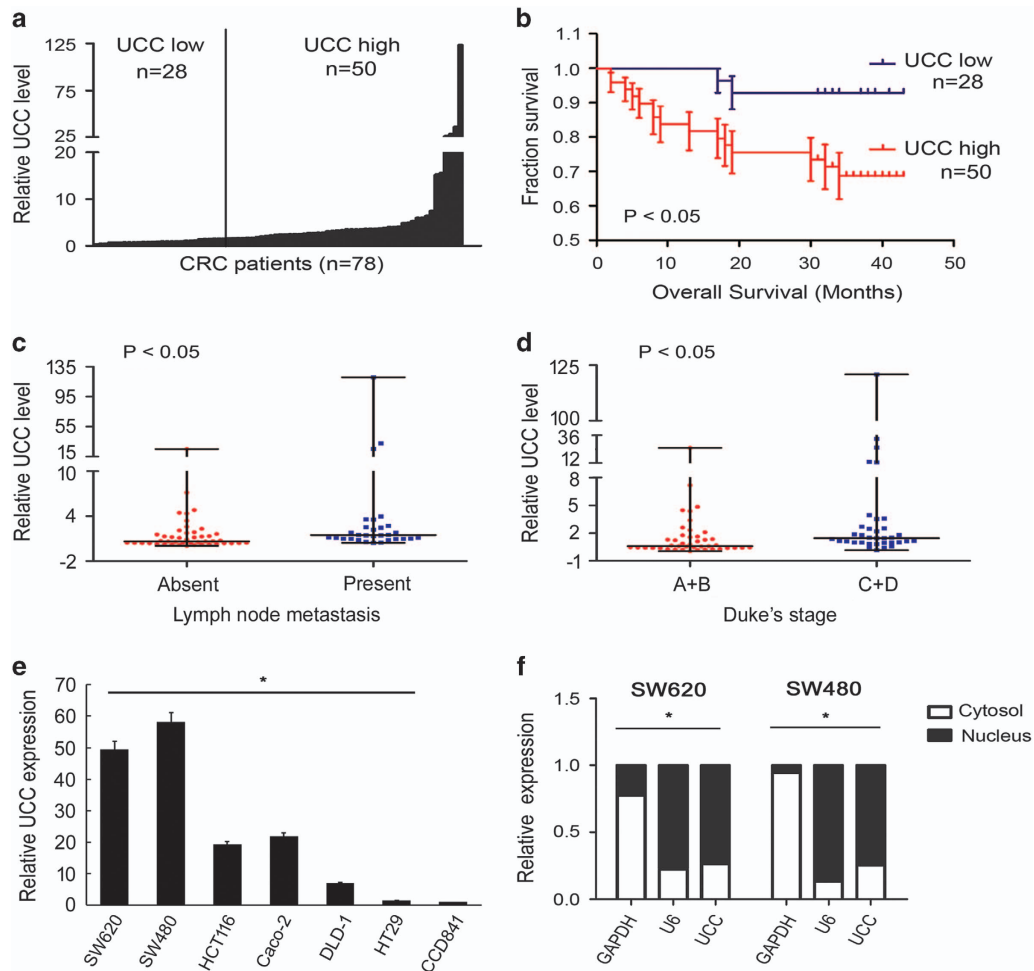 a
Relative UCC level
125
75
25
20
10
0
UCC low
n=28
UCC high
n=50
CRC patients (n=78)
b
Fraction survival
1.1
1.0
0.9
0.8
0.7
0.6
0.5
UCC low
n=28
UCC high
n=50
P < 0.05
0 10 20 30 40 50
Overall Survival (Months)
c
P < 0.05
Relative UCC level
135
95
55
15
10
4
-2
Absent Present
Lymph node metastasis
d
P < 0.05
Relative UCC level
125
100
36
12
8
5
2
-1
A+B C+D
Duke's stage
e
Relative UCC expression
70
60
50
40
30
20
10
0
*
SW620 SW480 HCT116 Caco-2 DLD-1 HT29 CCD841
f
Relative expression
1.5
1.0
0.5
0.0
SW620 SW480
* *
Cytosol
Nucleus
GAPDH U6 UCC GAPDH U6 UCC